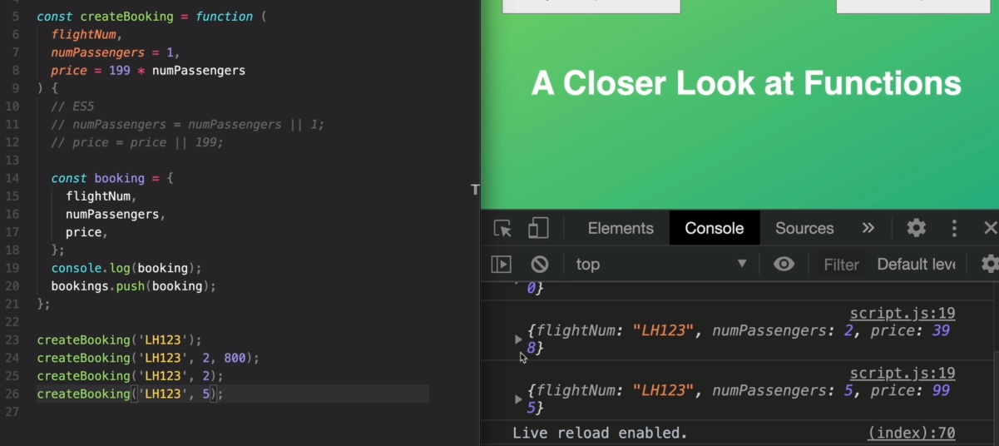 5 const createBooking = function (
6 flightNum,
7 numPassengers = 1,
8 price = 199 * numPassengers
9 ) {
10 // ES5
11 // numPassengers = numPassengers || 1;
12 // price = price || 199;
13
14 const booking = {
15 flightNum,
16 numPassengers,
17 price,
18 };
19 console.log(booking);
20 bookings.push(booking);
21 };
22
23 createBooking('LH123');
24 createBooking('LH123', 2, 800);
25 createBooking('LH123', 2);
26 createBooking('LH123', 5);
27
T
A Closer Look at Functions
Elements Console Sources »
top Filter Default leve
0}
script.js:19
{flightNum: "LH123", numPassengers: 2, price: 39
8}
script.js:19
{flightNum: "LH123", numPassengers: 5, price: 99
5}
Live reload enabled. (index):70